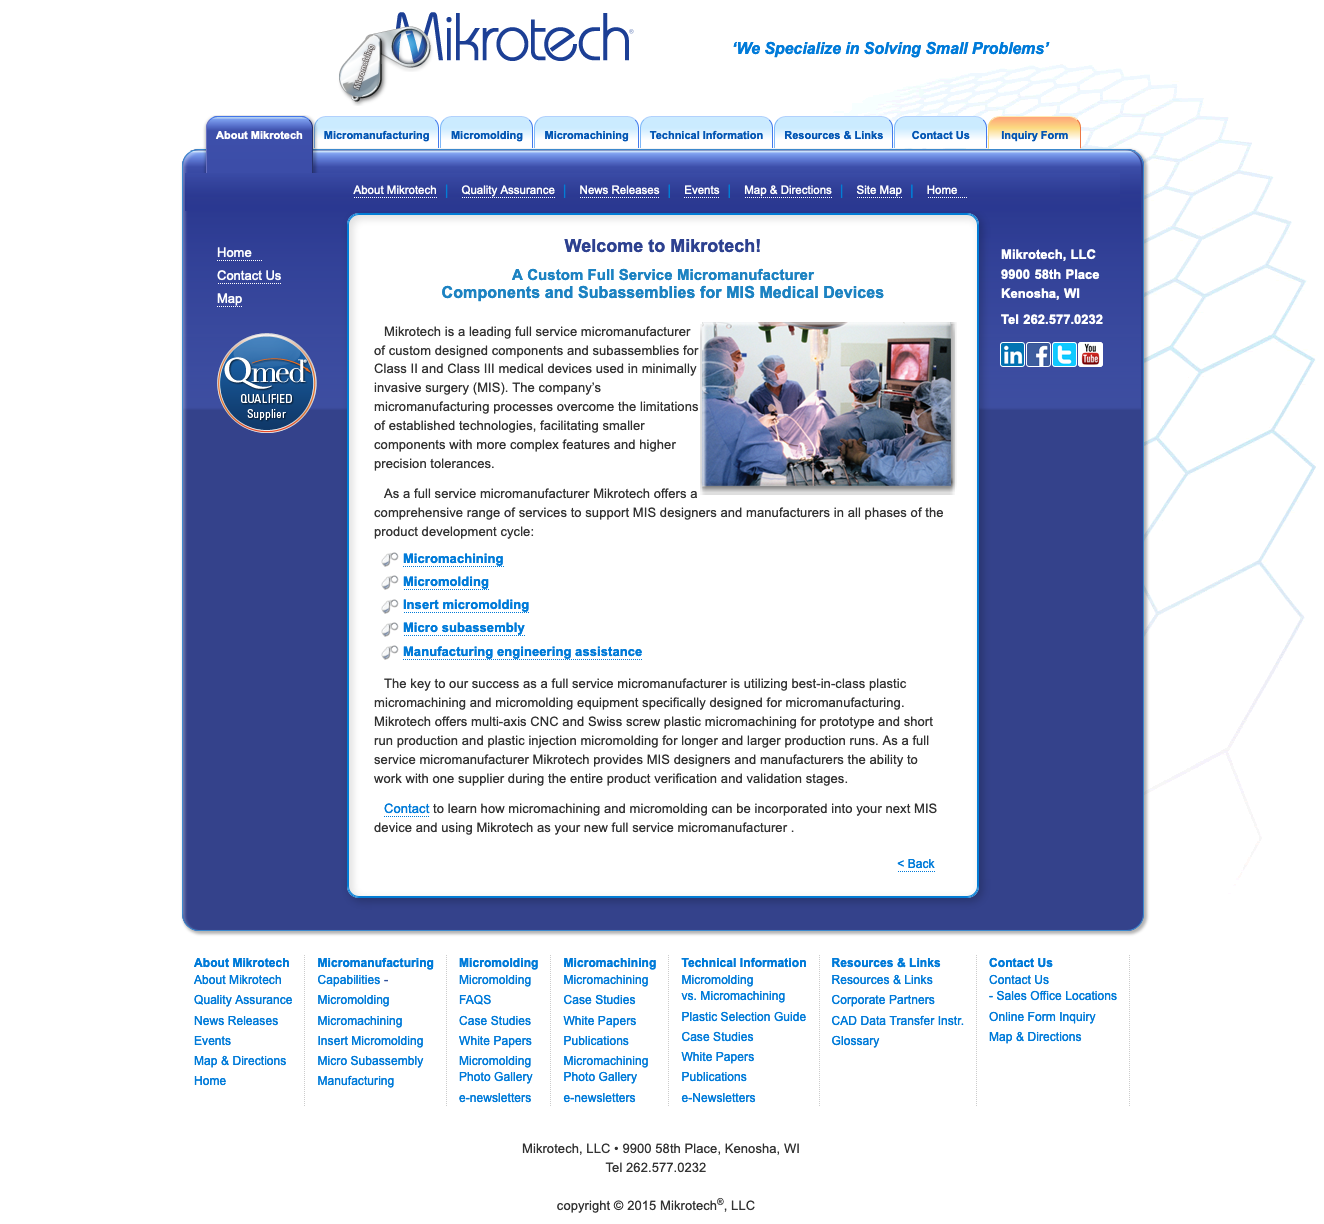 Mikrotech®
Micromolding
‘We Specialize in Solving Small Problems’
About Mikrotech
Micromanufacturing
Micromolding
Micromachining
Technical Information
Resources & Links
Contact Us
Inquiry Form
About Mikrotech | Quality Assurance | News Releases | Events | Map & Directions | Site Map | Home
Home
Contact Us
Map
Qmed
QUALIFIED
Supplier
Welcome to Mikrotech!
A Custom Full Service Micromanufacturer
Components and Subassemblies for MIS Medical Devices
Mikrotech is a leading full service micromanufacturer
of custom designed components and subassemblies for
Class II and Class III medical devices used in minimally
invasive surgery (MIS). The company’s
micromanufacturing processes overcome the limitations
of established technologies, facilitating smaller
components with more complex features and higher
precision tolerances.
As a full service micromanufacturer Mikrotech offers a
comprehensive range of services to support MIS designers and manufacturers in all phases of the
product development cycle:
Micromachining
Micromolding
Insert micromolding
Micro subassembly
Manufacturing engineering assistance
The key to our success as a full service micromanufacturer is utilizing best-in-class plastic
micromachining and micromolding equipment specifically designed for micromanufacturing.
Mikrotech offers multi-axis CNC and Swiss screw plastic micromachining for prototype and short
run production and plastic injection micromolding for longer and larger production runs. As a full
service micromanufacturer Mikrotech provides MIS designers and manufacturers the ability to
work with one supplier during the entire product verification and validation stages.
Contact to learn how micromachining and micromolding can be incorporated into your next MIS
device and using Mikrotech as your new full service micromanufacturer .
< Back
Mikrotech, LLC
9900 58th Place
Kenosha, WI
Tel 262.577.0232
in
f
t
You
Tube
About Mikrotech
About Mikrotech
Quality Assurance
News Releases
Events
Map & Directions
Home
Micromanufacturing
Capabilities -
Micromolding
Micromachining
Insert Micromolding
Micro Subassembly
Manufacturing
Micromolding
Micromolding
FAQS
Case Studies
White Papers
Micromolding
Photo Gallery
e-newsletters
Micromachining
Micromachining
Case Studies
White Papers
Publications
Micromachining
Photo Gallery
e-newsletters
Technical Information
Micromolding
vs. Micromachining
Plastic Selection Guide
Case Studies
White Papers
Publications
e-Newsletters
Resources & Links
Resources & Links
Corporate Partners
CAD Data Transfer Instr.
Glossary
Contact Us
Contact Us
- Sales Office Locations
Online Form Inquiry
Map & Directions
Mikrotech, LLC • 9900 58th Place, Kenosha, WI
Tel 262.577.0232
copyright © 2015 Mikrotech®, LLC